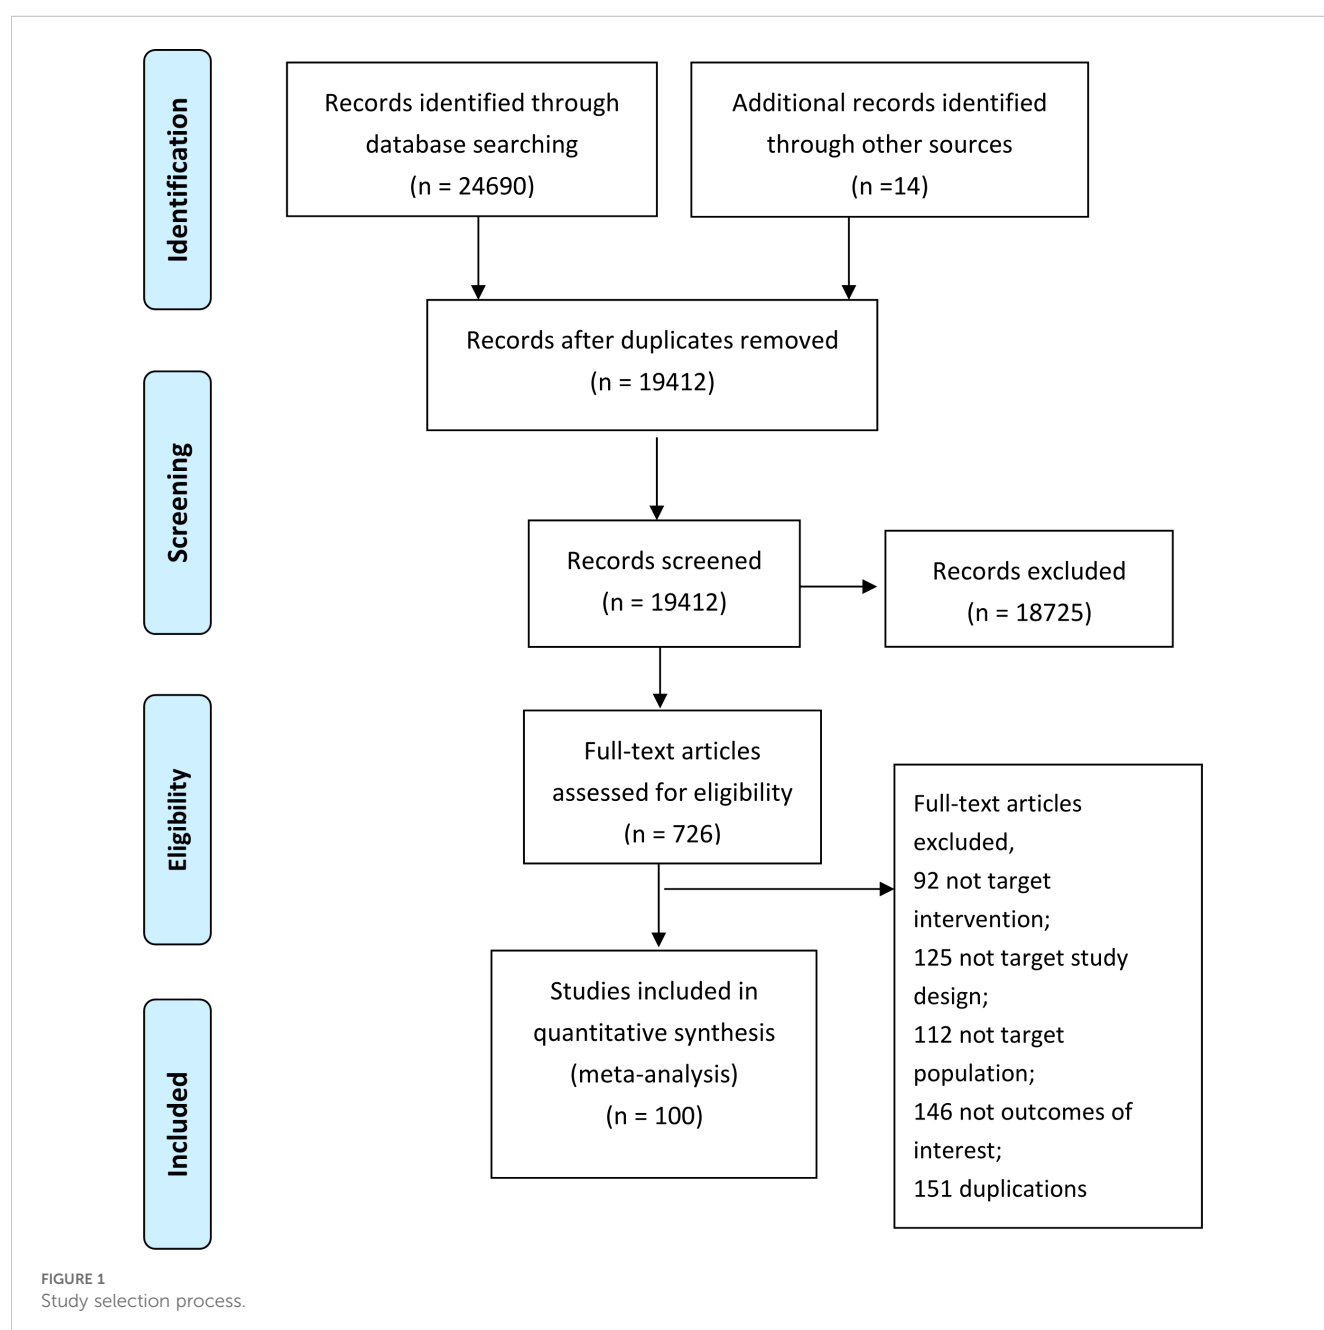 Identification
Records identified through
database searching
(n = 24690)
Additional records identified
through other sources
(n =14)
Records after duplicates removed
(n = 19412)
Screening
Records screened
(n = 19412)
Records excluded
(n = 18725)
Eligibility
Full-text articles
assessed for eligibility
(n = 726)
Full-text articles
excluded,
92 not target
intervention;
125 not target study
design;
112 not target
population;
146 not outcomes of
interest;
151 duplications
Included
Studies included in
quantitative synthesis
(meta-analysis)
(n = 100)
FIGURE 1
Study selection process.